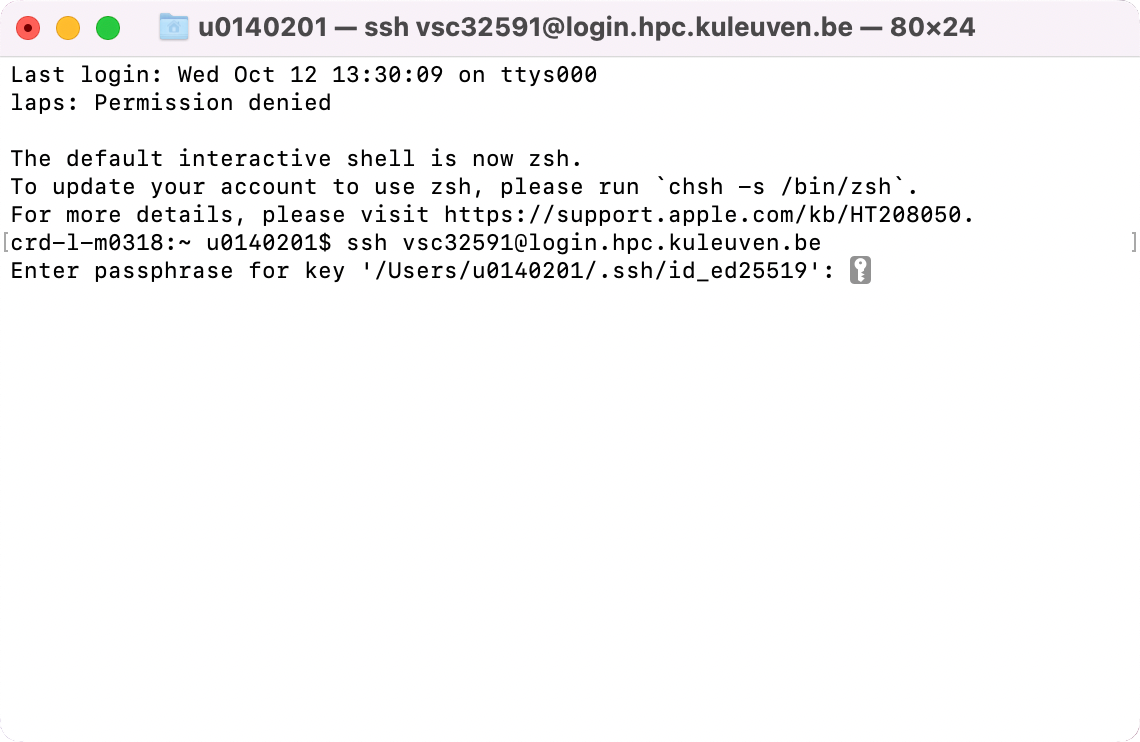 u0140201 — ssh vsc32591@login.hpc.kuleuven.be — 80×24
Last login: Wed Oct 12 13:30:09 on ttys000
laps: Permission denied
The default interactive shell is now zsh.
To update your account to use zsh, please run `chsh -s /bin/zsh`.
For more details, please visit https://support.apple.com/kb/HT208050.
[crd-l-m0318:~ u0140201$ ssh vsc32591@login.hpc.kuleuven.be ]
Enter passphrase for key '/Users/u0140201/.ssh/id_ed25519':